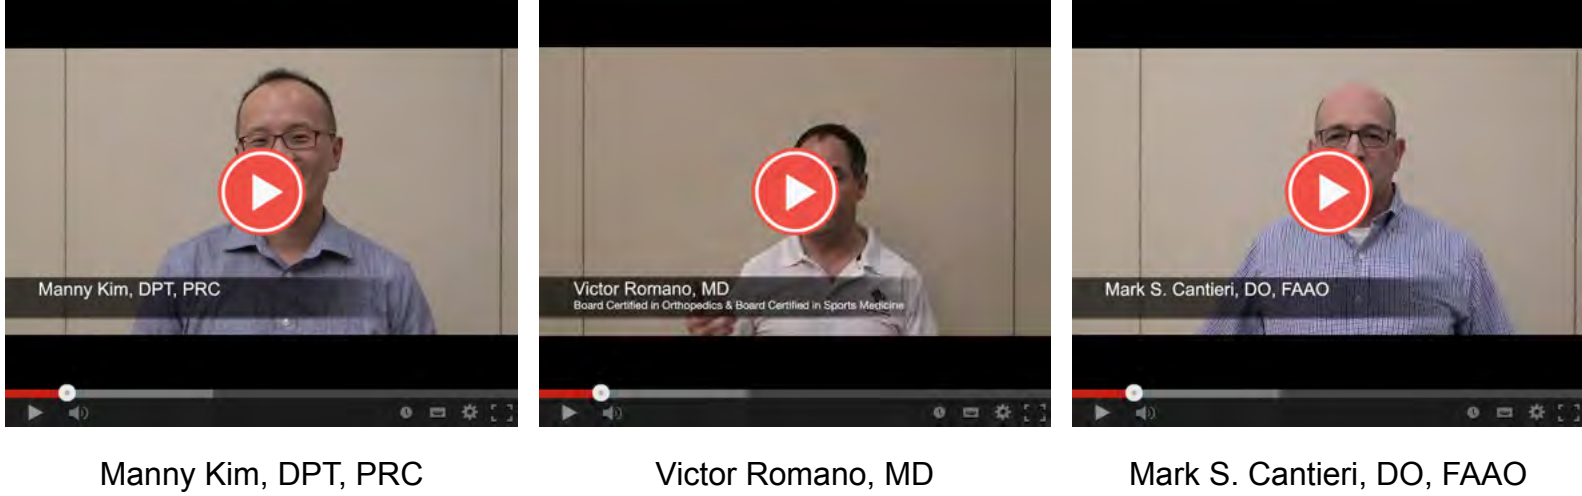 Manny Kim, DPT, PRC
Victor Romano, MD
Board Certified in Orthopedics & Board Certified in Sports Medicine
Mark S. Cantieri, DO, FAAO
Manny Kim, DPT, PRC
Victor Romano, MD
Mark S. Cantieri, DO, FAAO